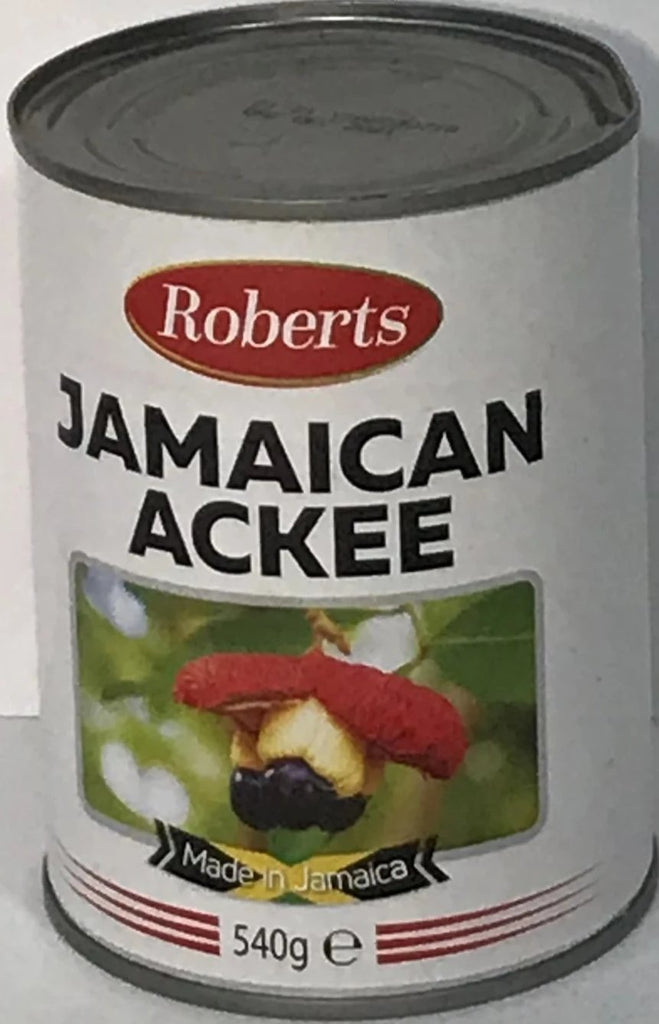 Roberts
JAMAICAN
ACKEE
Made in Jamaica
540g ℮